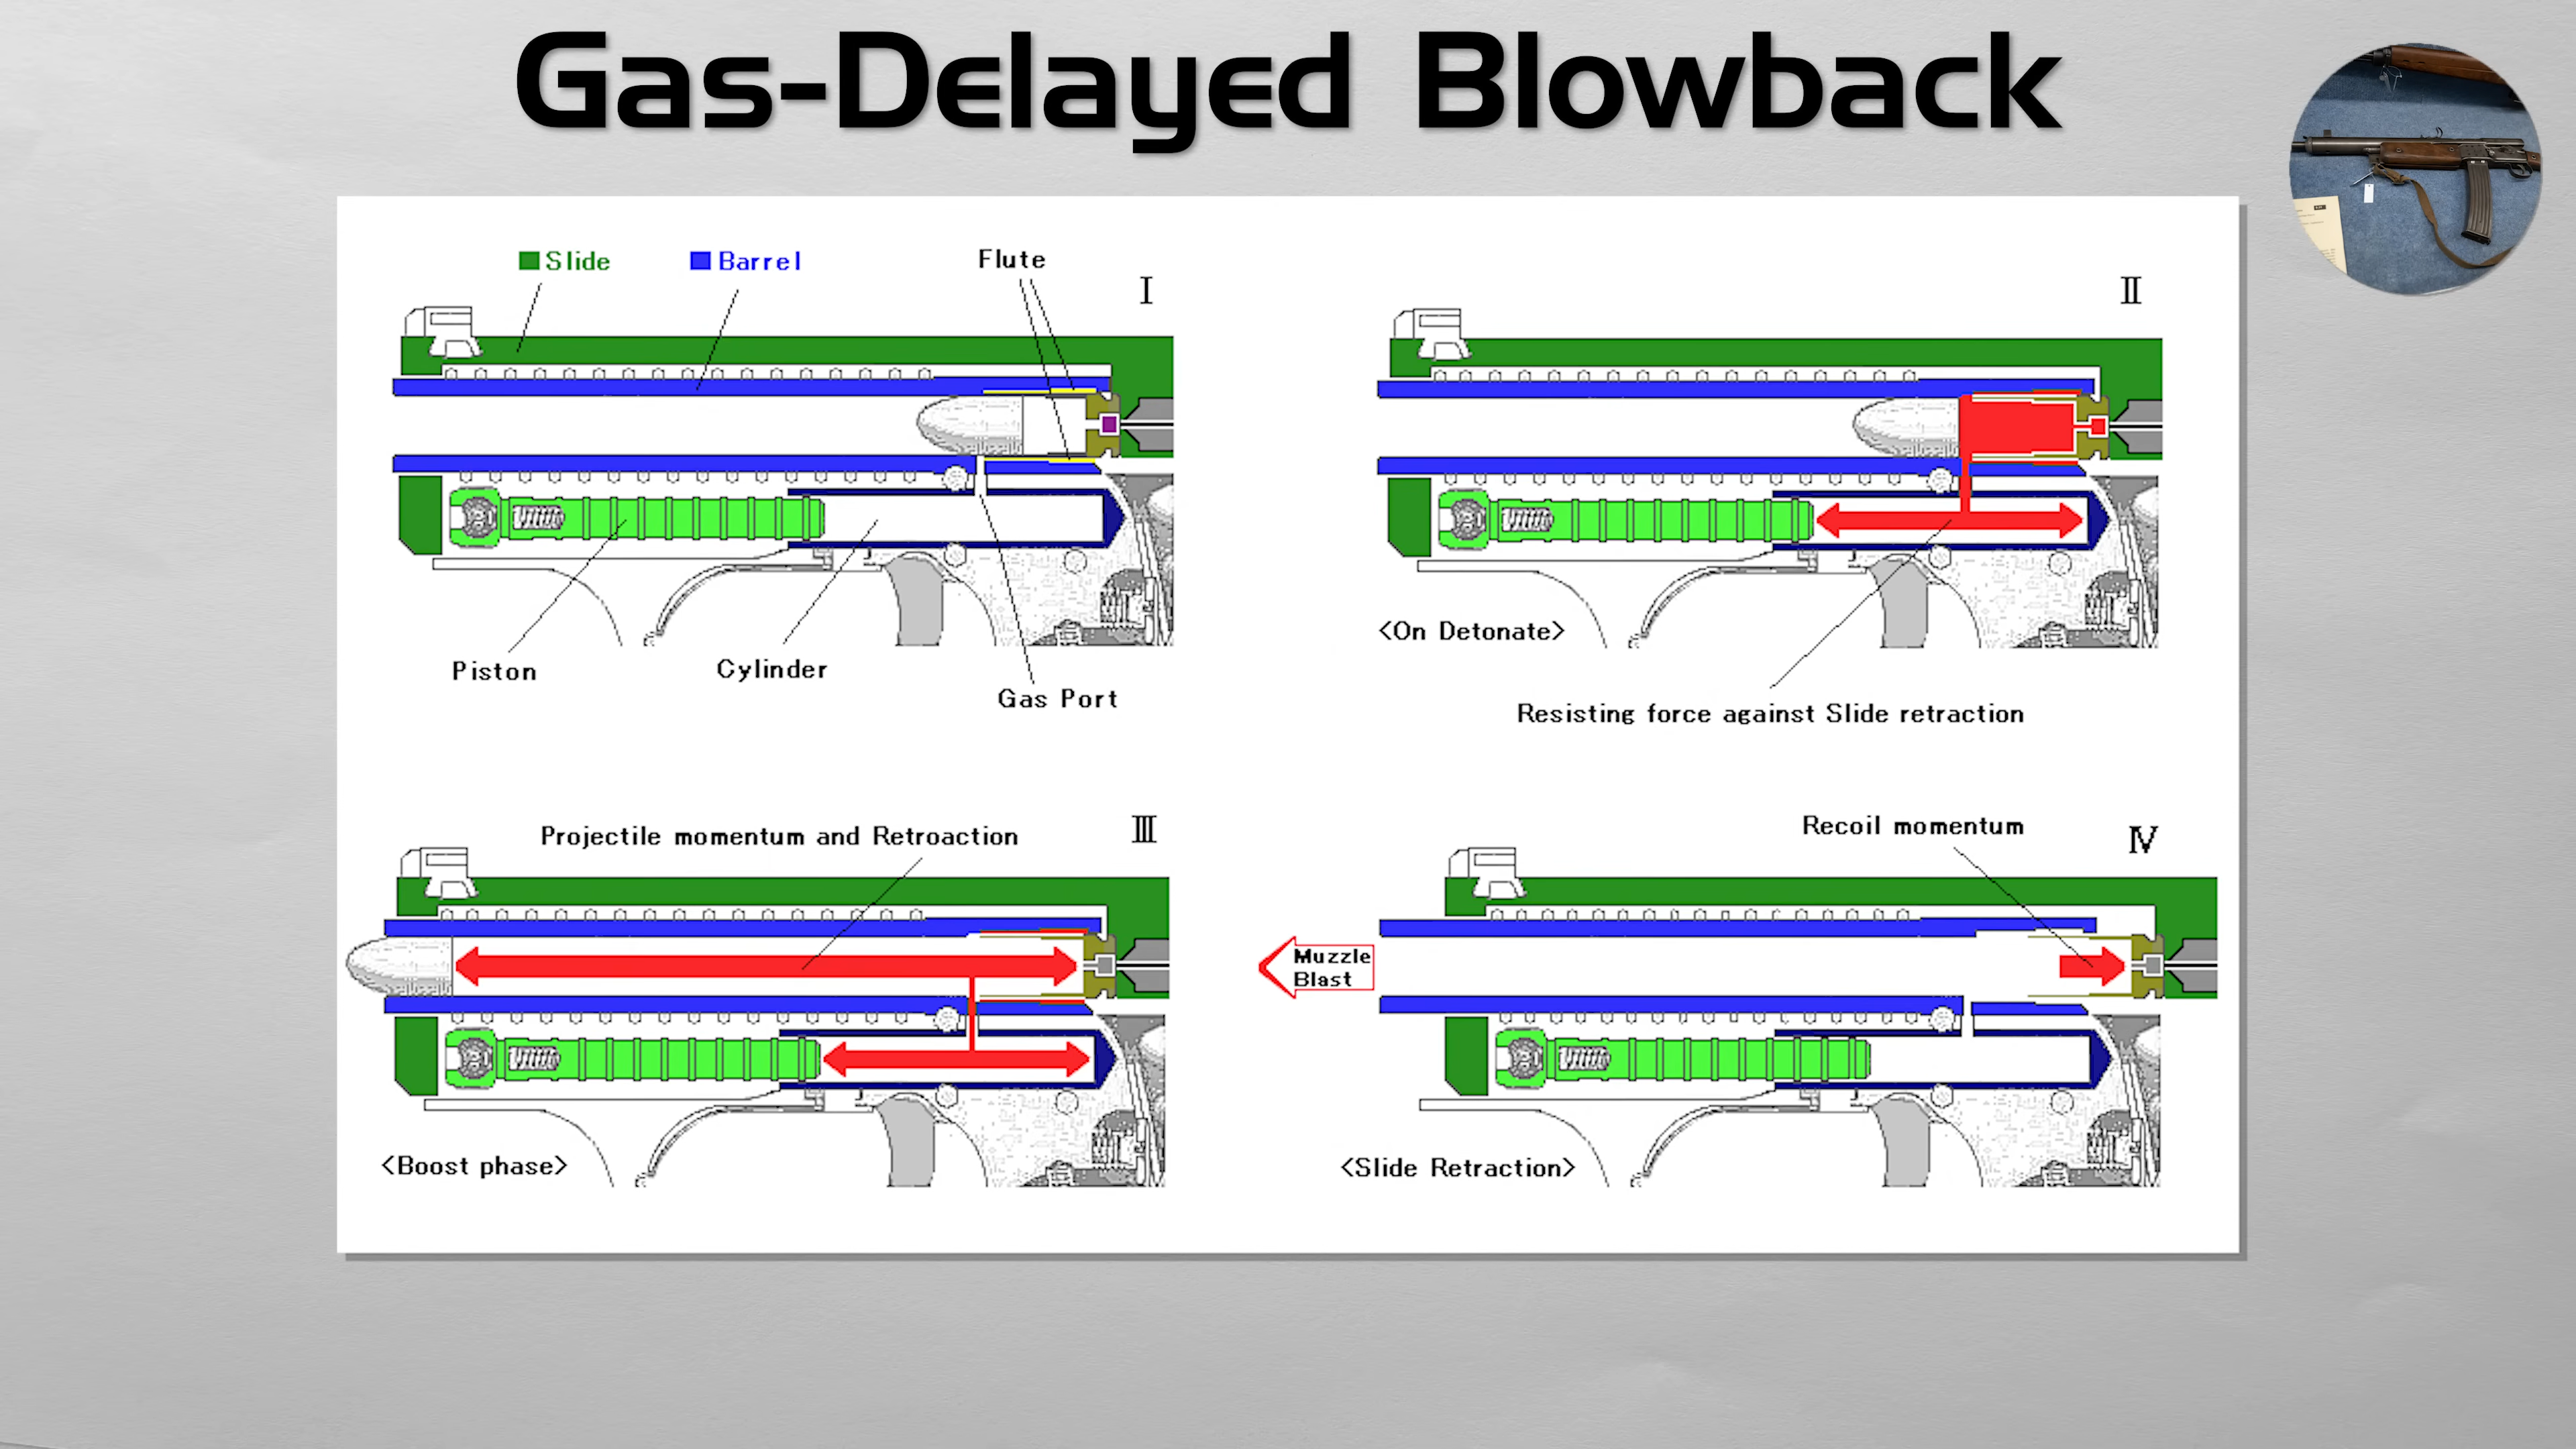 Gas-Delayed Blowback
Slide
Barrel
Flute
I
Piston
Cylinder
Gas Port
II
<On Detonate>
Resisting force against Slide retraction
Projectile momentum and Retroaction
III
<Boost phase>
Recoil momentum
IV
Muzzle
Blast
<Slide Retraction>